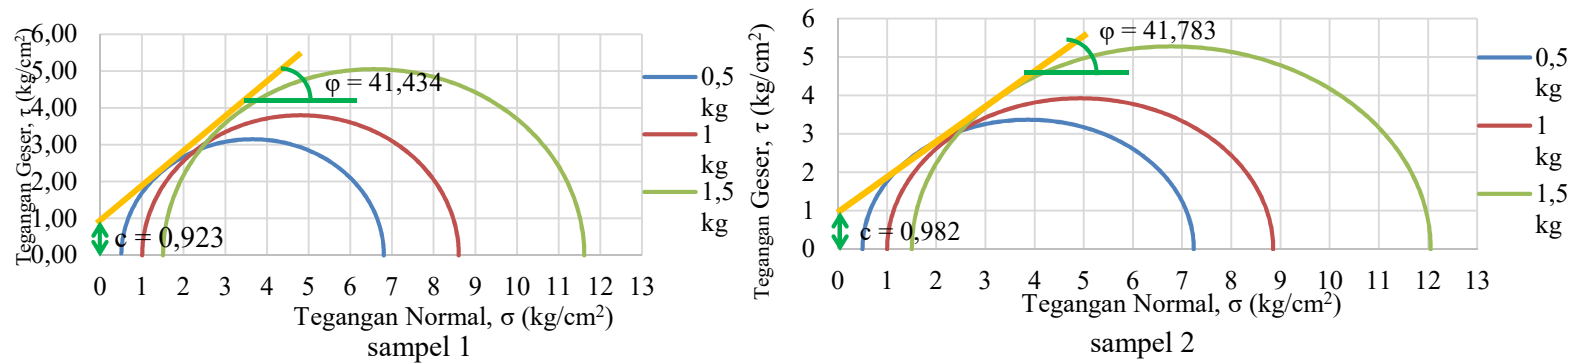 Tegangan Geser, τ (kg/cm²)
6,00
5,00
4,00
3,00
2,00
1,00
0,00
φ = 41,434
c = 0,923
0 1 2 3 4 5 6 7 8 9 10 11 12 13
Tegangan Normal, σ (kg/cm²)
0,5
kg
1
kg
1,5
kg
sampel 1
Tegangan Geser, τ (kg/cm²)
6
5
4
3
2
1
0
φ = 41,783
c = 0,982
0 1 2 3 4 5 6 7 8 9 10 11 12 13
Tegangan Normal, σ (kg/cm²)
0,5
kg
1
kg
1,5
kg
sampel 2